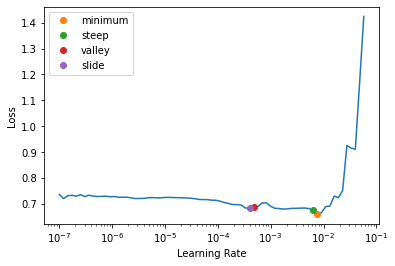 minimum
steep
valley
slide
1.4
1.3
1.2
1.1
1.0
0.9
0.8
0.7
Loss
10⁻⁷ 10⁻⁶ 10⁻⁵ 10⁻⁴ 10⁻³ 10⁻² 10⁻¹
Learning Rate